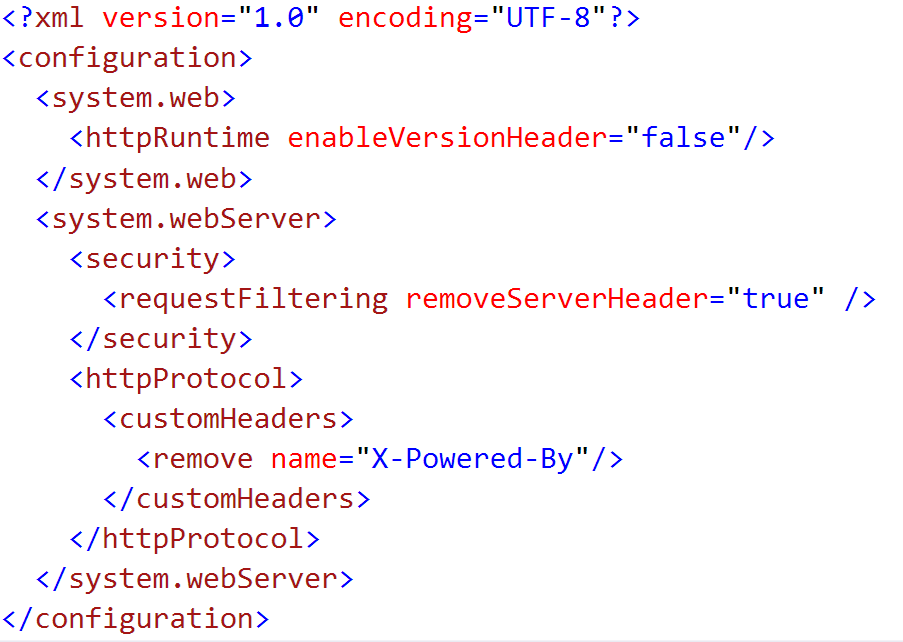 <?xml version="1.0" encoding="UTF-8"?>
<configuration>
  <system.web>
    <httpRuntime enableVersionHeader="false"/>
  </system.web>
  <system.webServer>
    <security>
      <requestFiltering removeServerHeader="true" />
    </security>
    <httpProtocol>
      <customHeaders>
        <remove name="X-Powered-By"/>
      </customHeaders>
    </httpProtocol>
  </system.webServer>
</configuration>